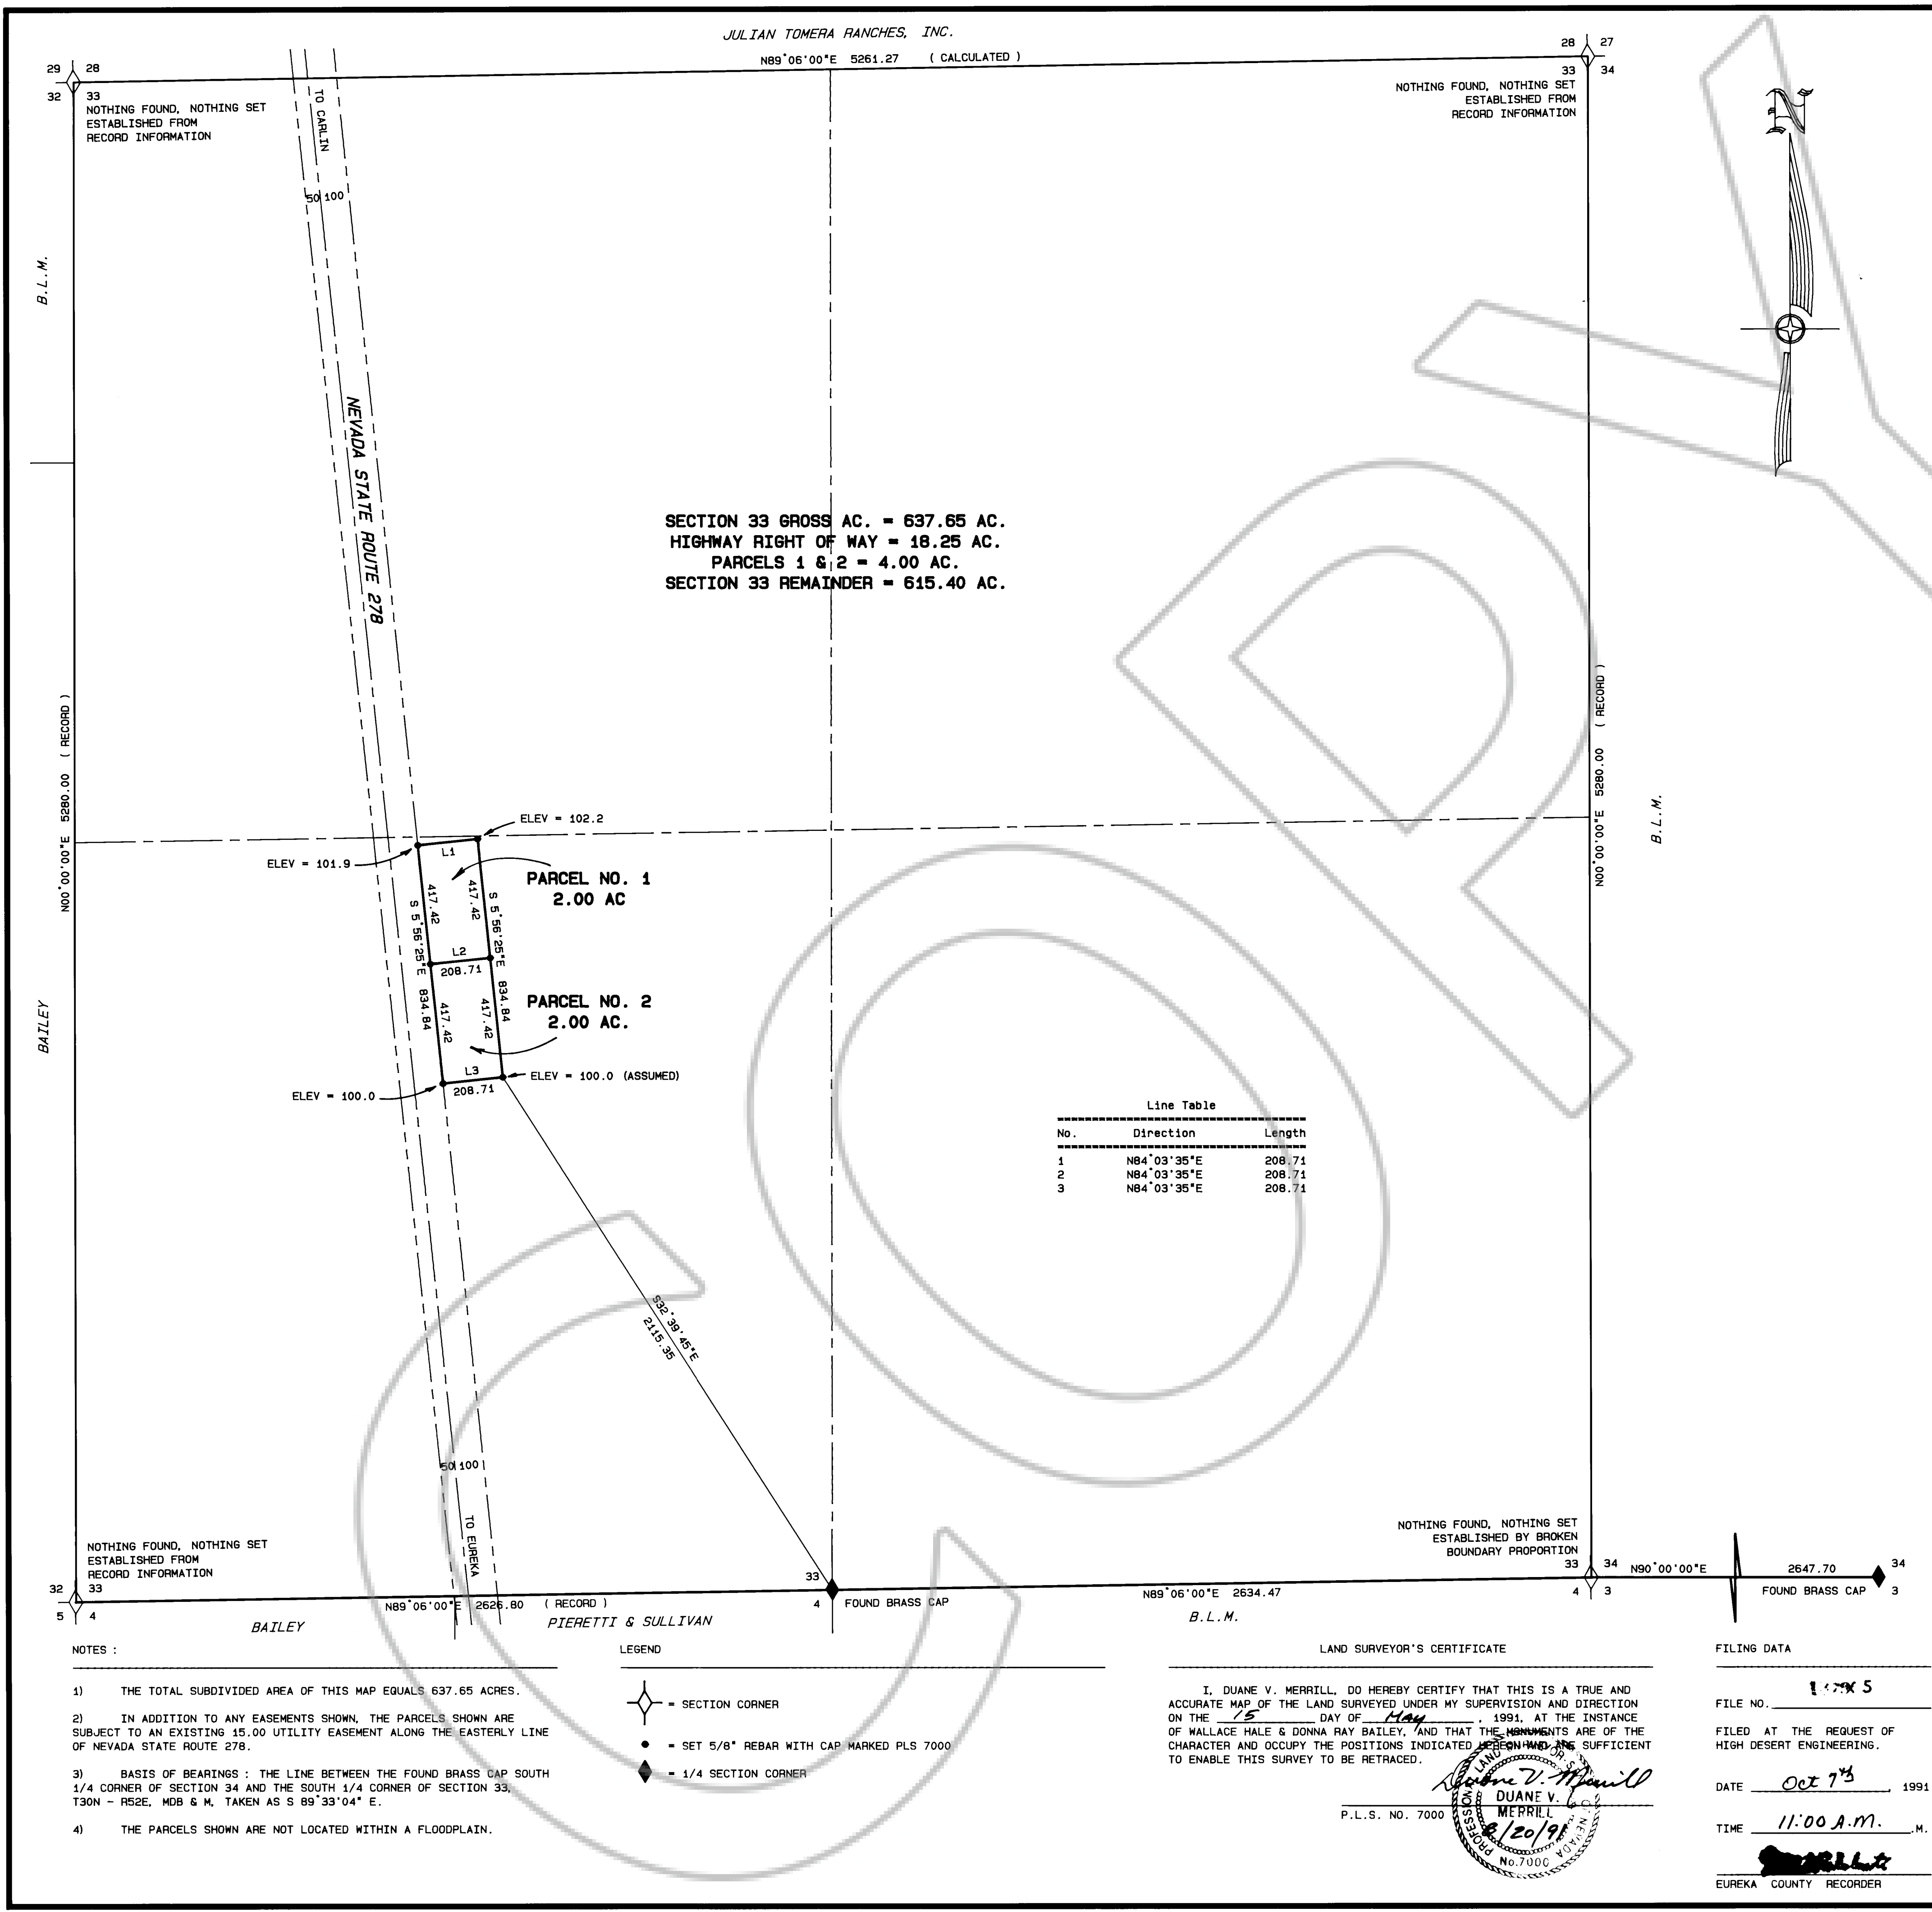 JULIAN TOMERA RANCHES, INC.
N89°06'00"E 5261.27 ( CALCULATED )
29 28
32 33
NOTHING FOUND, NOTHING SET
ESTABLISHED FROM
RECORD INFORMATION
28 27
33 34
NOTHING FOUND, NOTHING SET
ESTABLISHED FROM
RECORD INFORMATION
N
TO CARLIN
50 100
B.L.M.
NEVADA STATE ROUTE 278
SECTION 33 GROSS AC. = 637.65 AC.
HIGHWAY RIGHT OF WAY = 18.25 AC.
PARCELS 1 & 2 = 4.00 AC.
SECTION 33 REMAINDER = 615.40 AC.
N00°00'00"E 5280.00 ( RECORD )
N00°00'00"E 5280.00 ( RECORD )
B.L.M.
BAILEY
ELEV = 102.2
ELEV = 101.9
L1
PARCEL NO. 1
2.00 AC
417.42
417.42
S 5°56'25"E
S 5°56'25"E
L2
208.71
834.84
834.84
PARCEL NO. 2
2.00 AC.
417.42
417.42
L3
208.71
ELEV = 100.0 (ASSUMED)
ELEV = 100.0
Line Table
No. Direction Length
1 N84°03'35"E 208.71
2 N84°03'35"E 208.71
3 N84°03'35"E 208.71
S32°39'45"E
2115.35
50 100
TO EUREKA
NOTHING FOUND, NOTHING SET
ESTABLISHED FROM
RECORD INFORMATION
32 33
5 4
N89°06'00"E 2626.80 ( RECORD )
BAILEY
PIERETTI & SULLIVAN
33
4 FOUND BRASS CAP
N89°06'00"E 2634.47
B.L.M.
NOTHING FOUND, NOTHING SET
ESTABLISHED BY BROKEN
BOUNDARY PROPORTION
33 34
4 3
N90°00'00"E 2647.70
34
FOUND BRASS CAP 3
NOTES :
1) THE TOTAL SUBDIVIDED AREA OF THIS MAP EQUALS 637.65 ACRES.
2) IN ADDITION TO ANY EASEMENTS SHOWN, THE PARCELS SHOWN ARE
SUBJECT TO AN EXISTING 15.00 UTILITY EASEMENT ALONG THE EASTERLY LINE
OF NEVADA STATE ROUTE 278.
3) BASIS OF BEARINGS : THE LINE BETWEEN THE FOUND BRASS CAP SOUTH
1/4 CORNER OF SECTION 34 AND THE SOUTH 1/4 CORNER OF SECTION 33,
T30N - R52E, MDB & M, TAKEN AS S 89°33'04" E.
4) THE PARCELS SHOWN ARE NOT LOCATED WITHIN A FLOODPLAIN.
LEGEND
= SECTION CORNER
= SET 5/8" REBAR WITH CAP MARKED PLS 7000
= 1/4 SECTION CORNER
LAND SURVEYOR'S CERTIFICATE
I, DUANE V. MERRILL, DO HEREBY CERTIFY THAT THIS IS A TRUE AND
ACCURATE MAP OF THE LAND SURVEYED UNDER MY SUPERVISION AND DIRECTION
ON THE 15 DAY OF MAY , 1991, AT THE INSTANCE
OF WALLACE HALE & DONNA RAY BAILEY, AND THAT THE MONUMENTS ARE OF THE
CHARACTER AND OCCUPY THE POSITIONS INDICATED HEREON AND ARE SUFFICIENT
TO ENABLE THIS SURVEY TO BE RETRACED.
Duane V. Merrill
P.L.S. NO. 7000
PROFESSIONAL LAND SURVEYOR
DUANE V.
MERRILL
8/20/91
No.7000
NEVADA
FILING DATA
FILE NO.
FILED AT THE REQUEST OF
HIGH DESERT ENGINEERING.
DATE Oct 7th , 1991
TIME 11:00 A.M. .M.
EUREKA COUNTY RECORDER
COPY